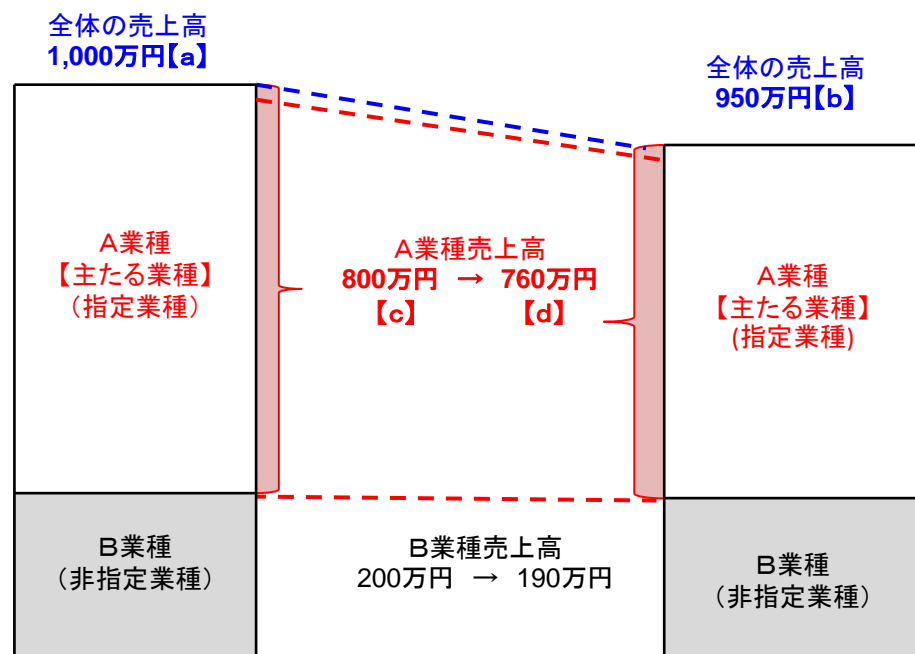 全体の売上高
1,000万円【a】
全体の売上高
950万円【b】
A業種
【主たる業種】
（指定業種）
A業種売上高
800万円 → 760万円
【c】 【d】
A業種
【主たる業種】
(指定業種)
B業種
（非指定業種）
B業種売上高
200万円 → 190万円
B業種
（非指定業種）